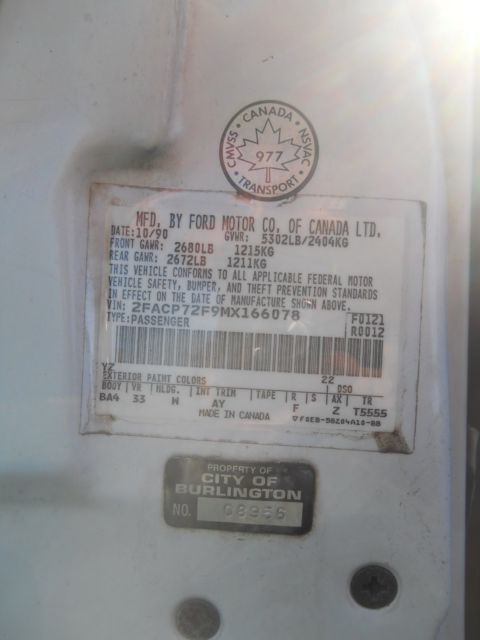 CMVSS • CANADA • NSVAC
977
• TRANSPORT •
MFD. BY FORD MOTOR CO. OF CANADA LTD.
DATE: 10/90 GVWR: 5302LB/2404KG
FRONT GAWR: 2680LB 1215KG
REAR GAWR: 2672LB 1211KG
THIS VEHICLE CONFORMS TO ALL APPLICABLE FEDERAL MOTOR
VEHICLE SAFETY, BUMPER, AND THEFT PREVENTION STANDARDS
IN EFFECT ON THE DATE OF MANUFACTURE SHOWN ABOVE.
VIN: 2FACP72F9MX166078 F0121
TYPE: PASSENGER R0012
YZ
EXTERIOR PAINT COLORS 22 DSO
BODY VR MLDG. INT TRIM TAPE R S AX TR
BA4 33 M AY F Z T5555
MADE IN CANADA
PROPERTY OF
CITY OF
BURLINGTON
NO.